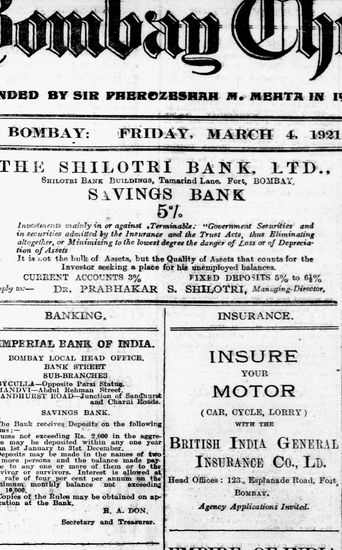 Bombay Ch
NDED BY SIR PHEROZESHAH M. MEHTA IN 19
BOMBAY: FRIDAY, MARCH 4, 1921
THE SHILOTRI BANK, LTD.,
SHILOTRI BANK BUILDINGS, Tamarind Lane, Fort, BOMBAY.
SAVINGS BANK
5%
Investments mainly in or against "Terminable: "Government Securities and
in securities admitted by the Insurance and the Trust Acts, thus Eliminating
altogether, or Minimizing to the lowest degree the danger of Loss or of Deprecia-
tion of Assets
It is not the bulk of Assets, but the Quality of Assets that counts for the
Investor seeking a place for his unemployed balances.
CURRENT ACCOUNTS 3% FIXED DEPOSITS 5% to 6½%
pply to:— DR. PRABHAKAR S. SHILOTRI, Managing-Director.
BANKING.
IMPERIAL BANK OF INDIA.
BOMBAY LOCAL HEAD OFFICE.
BANK STREET
SUB-BRANCHES
BYCULLA—Opposite Parsi Statue.
MANDVI—Abdul Rehman Street.
SANDHURST ROAD—Junction of Sandhurst
and Charni Roads.
SAVINGS BANK.
The Bank receives Deposits on the following
ms:—
ums not exceeding Rs. 2,000 in the aggre-
e may be deposited within any one year
m 1st January to 31st December.
Deposits may be made in the names of two
more persons and the balance made pay-
e to any one or more of them or to the
vivor or survivors. Interest is allowed at
rate of four per cent per annum on the
nimum monthly balance not exceeding
10,000.
Copies of the Rules may be obtained on ap-
cation at the Bank.
R. A. DON.
Secretary and Treasurer.
INSURANCE.
INSURE
YOUR
MOTOR
(CAR, CYCLE, LORRY)
WITH THE
BRITISH INDIA GENERAL
INSURANCE CO., LD.
Head Offices: 123, Esplanade Road, Fort,
BOMBAY.
Agency Applications Invited.
EMPIRE OF INDIA